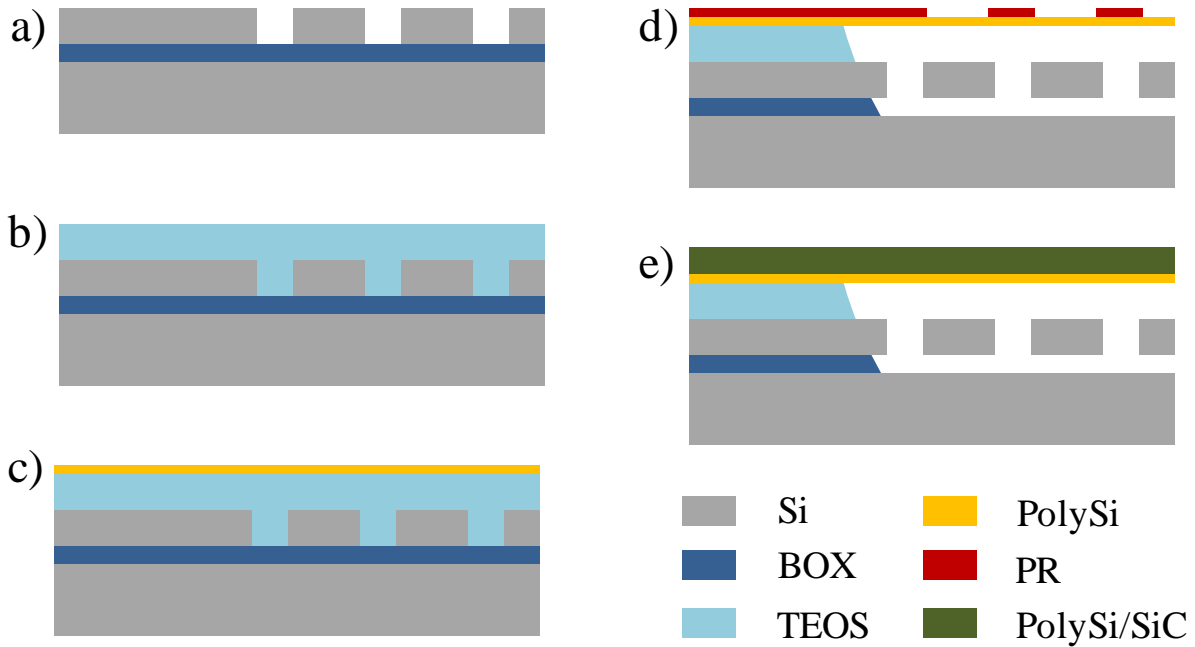 a)
b)
c)
d)
e)
Si
PolySi
BOX
PR
TEOS
PolySi/SiC